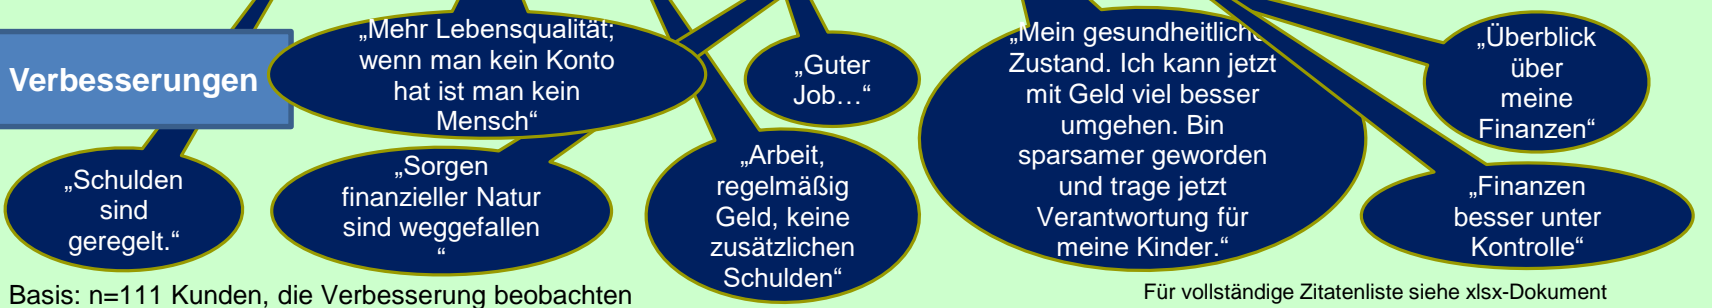 Verbesserungen
„Mehr Lebensqualität;
wenn man kein Konto
hat ist man kein
Mensch“
„Guter
Job…“
„Mein gesundheitliche
Zustand. Ich kann jetzt
mit Geld viel besser
umgehen. Bin
sparsamer geworden
und trage jetzt
Verantwortung für
meine Kinder.“
„Überblick
über
meine
Finanzen“
„Schulden
sind
geregelt.“
„Sorgen
finanzieller Natur
sind weggefallen
“
„Arbeit,
regelmäßig
Geld, keine
zusätzlichen
Schulden“
„Finanzen
besser unter
Kontrolle“
Basis: n=111 Kunden, die Verbesserung beobachten
Für vollständige Zitatenliste siehe xlsx-Dokument